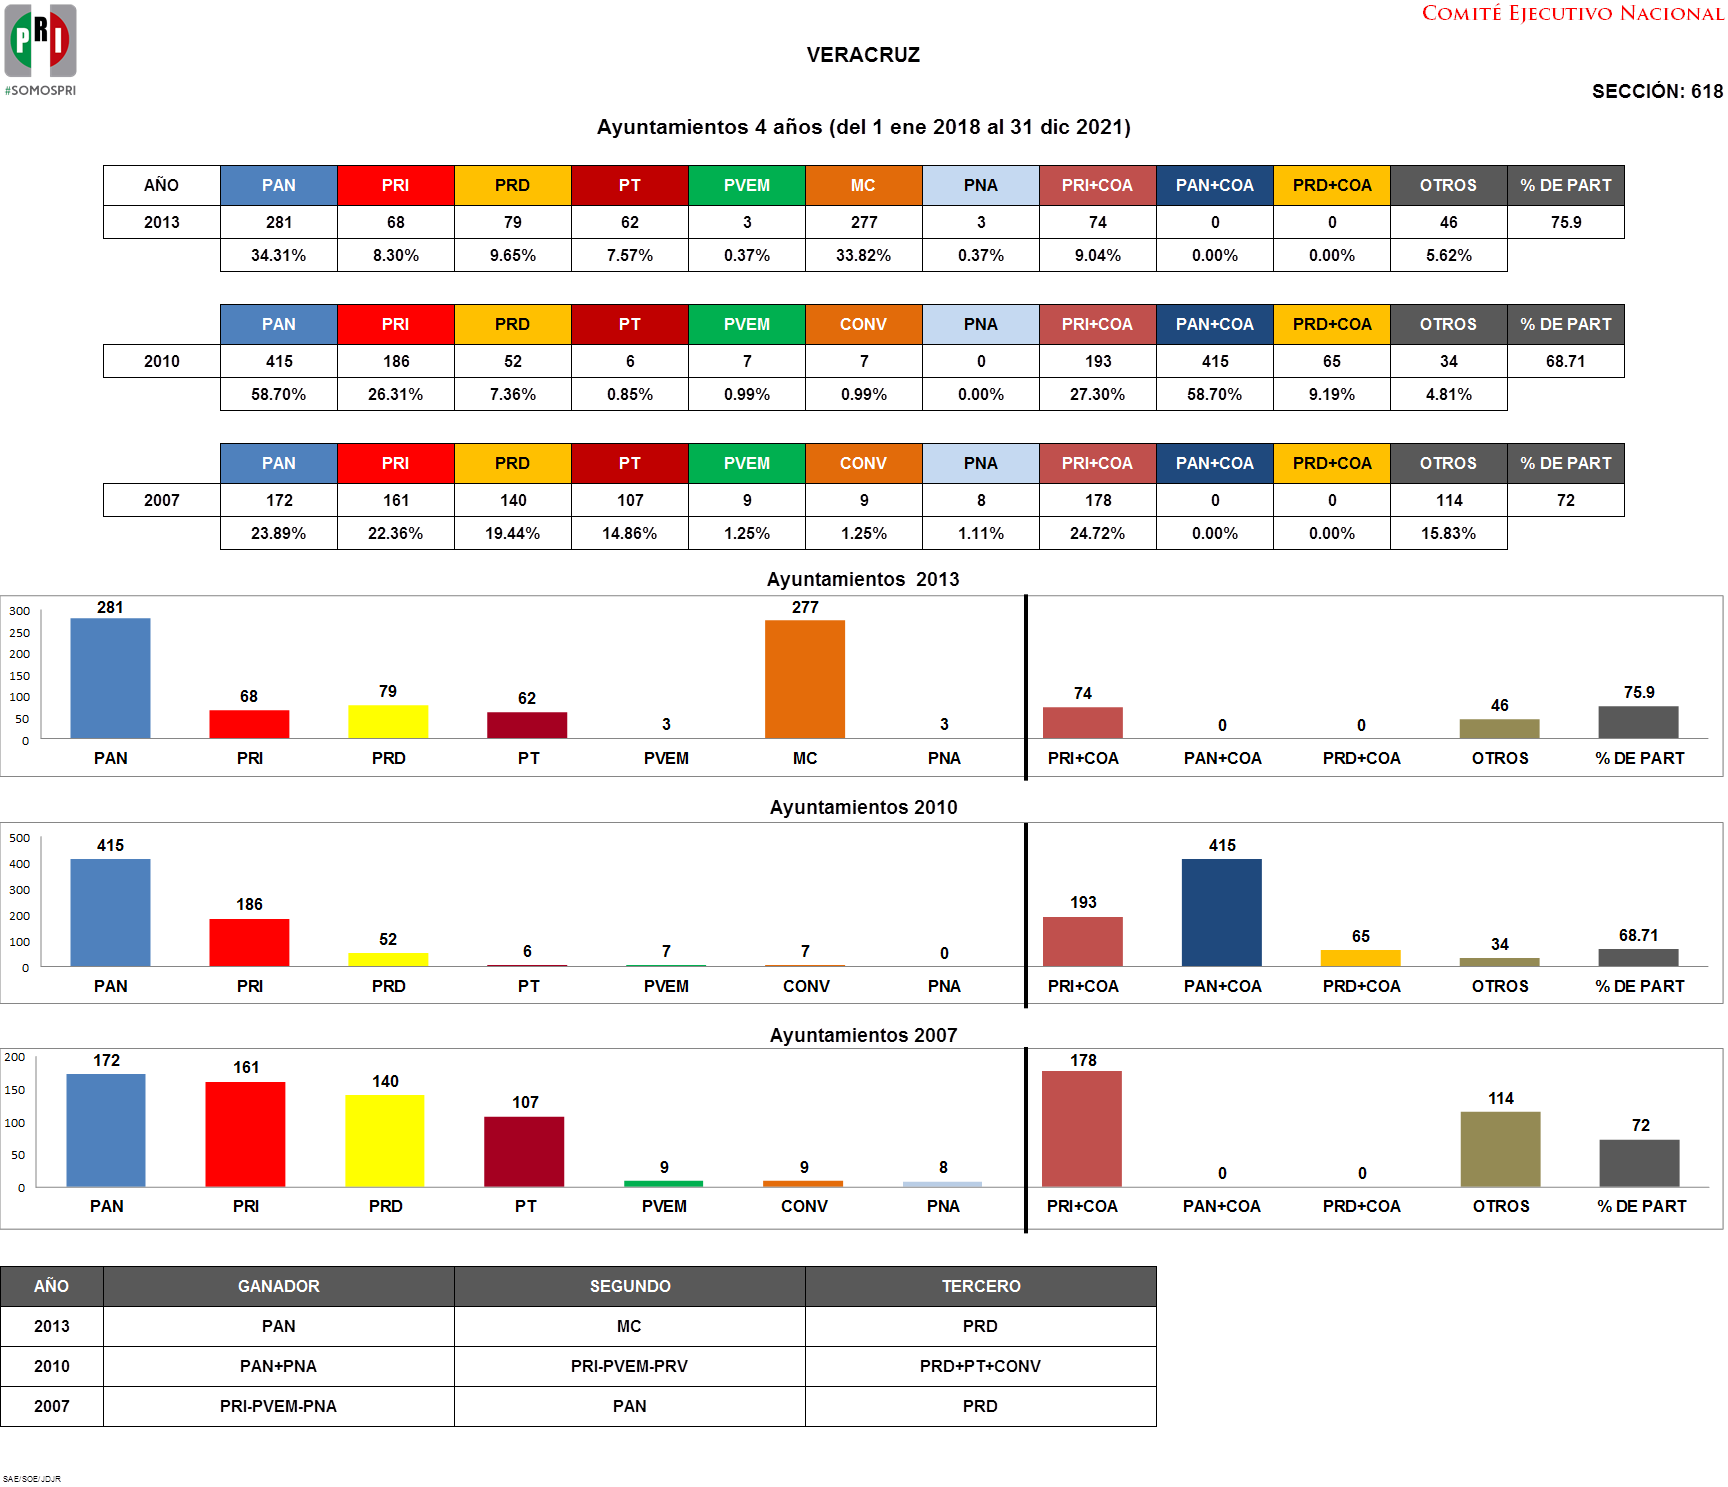 PRI
#SOMOSPRI
COMITÉ EJECUTIVO NACIONAL
VERACRUZ
SECCIÓN: 618
Ayuntamientos 4 años (del 1 ene 2018 al 31 dic 2021)
AÑO PAN PRI PRD PT PVEM MC PNA PRI+COA PAN+COA PRD+COA OTROS % DE PART
2013 281 68 79 62 3 277 3 74 0 0 46 75.9
34.31% 8.30% 9.65% 7.57% 0.37% 33.82% 0.37% 9.04% 0.00% 0.00% 5.62%
PAN PRI PRD PT PVEM CONV PNA PRI+COA PAN+COA PRD+COA OTROS % DE PART
2010 415 186 52 6 7 7 0 193 415 65 34 68.71
58.70% 26.31% 7.36% 0.85% 0.99% 0.99% 0.00% 27.30% 58.70% 9.19% 4.81%
PAN PRI PRD PT PVEM CONV PNA PRI+COA PAN+COA PRD+COA OTROS % DE PART
2007 172 161 140 107 9 9 8 178 0 0 114 72
23.89% 22.36% 19.44% 14.86% 1.25% 1.25% 1.11% 24.72% 0.00% 0.00% 15.83%
Ayuntamientos 2013
300
250
200
150
100
50
0
281 68 79 62 3 277 3 74 0 0 46 75.9
PAN PRI PRD PT PVEM MC PNA PRI+COA PAN+COA PRD+COA OTROS % DE PART
Ayuntamientos 2010
500
400
300
200
100
0
415 186 52 6 7 7 0 193 415 65 34 68.71
PAN PRI PRD PT PVEM CONV PNA PRI+COA PAN+COA PRD+COA OTROS % DE PART
Ayuntamientos 2007
200
150
100
50
0
172 161 140 107 9 9 8 178 0 0 114 72
PAN PRI PRD PT PVEM CONV PNA PRI+COA PAN+COA PRD+COA OTROS % DE PART
AÑO GANADOR SEGUNDO TERCERO
2013 PAN MC PRD
2010 PAN+PNA PRI-PVEM-PRV PRD+PT+CONV
2007 PRI-PVEM-PNA PAN PRD
SAE/SOE/JDJR